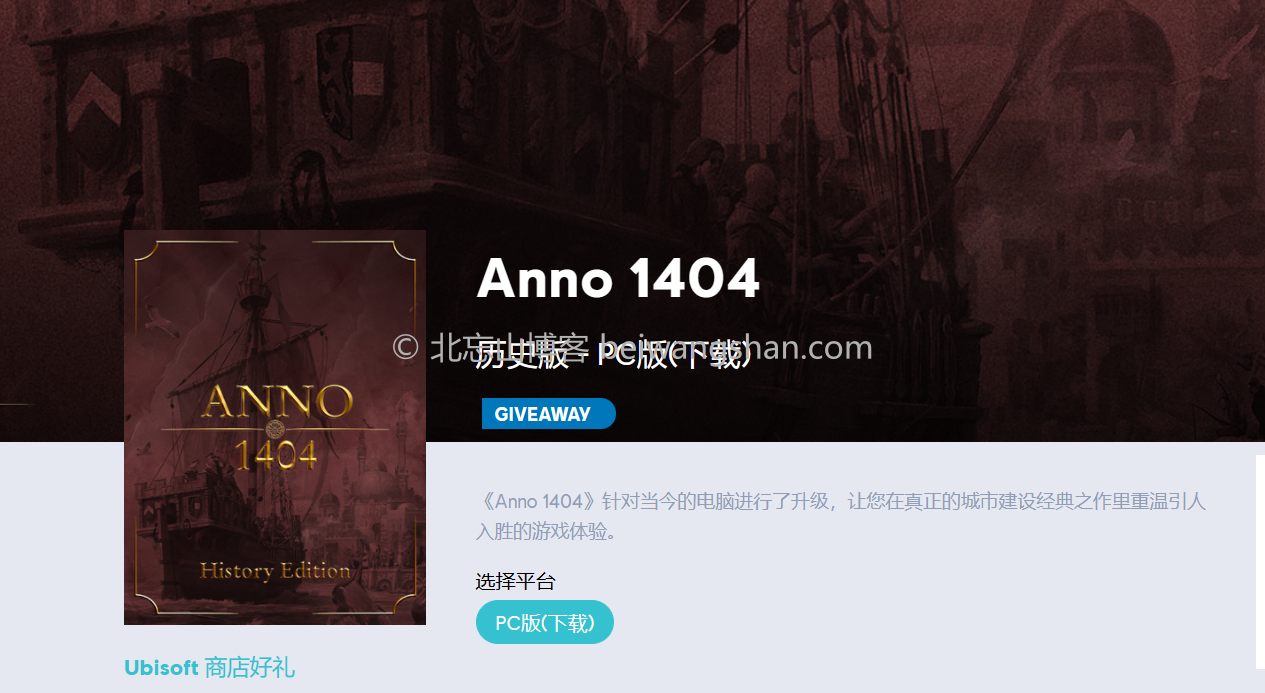 Anno 1404
© 北忘山博客 beiwangshan.com
历史版 - PC版(下载)
ANNO
1404
GIVEAWAY
《Anno 1404》针对当今的电脑进行了升级，让您在真正的城市建设经典之作里重温引人
入胜的游戏体验。
History Edition
选择平台
PC版(下载)
Ubisoft 商店好礼